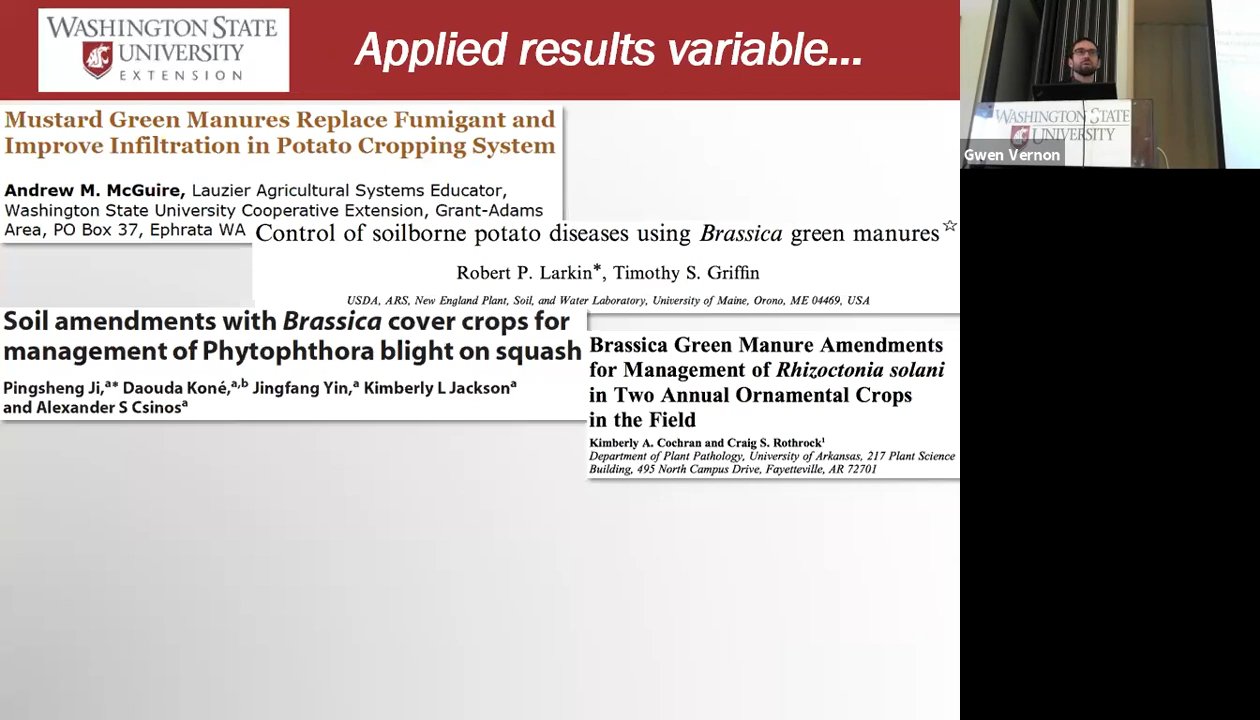 WASHINGTON STATE
UNIVERSITY
EXTENSION
Applied results variable...
Mustard Green Manures Replace Fumigant and
Improve Infiltration in Potato Cropping System
Andrew M. McGuire, Lauzier Agricultural Systems Educator,
Washington State University Cooperative Extension, Grant-Adams
Area, PO Box 37, Ephrata WA
Control of soilborne potato diseases using Brassica green manures☆
Robert P. Larkin*, Timothy S. Griffin
USDA, ARS, New England Plant, Soil, and Water Laboratory, University of Maine, Orono, ME 04469, USA
Soil amendments with Brassica cover crops for
management of Phytophthora blight on squash
Pingsheng Ji,a* Daouda Koné,a,b Jingfang Yin,a Kimberly L Jacksona
and Alexander S Csinosa
Brassica Green Manure Amendments
for Management of Rhizoctonia solani
in Two Annual Ornamental Crops
in the Field
Kimberly A. Cochran and Craig S. Rothrock1
Department of Plant Pathology, University of Arkansas, 217 Plant Science
Building, 495 North Campus Drive, Fayetteville, AR 72701
WASHINGTON STATE
UNIVERSITY
Gwen Vernon